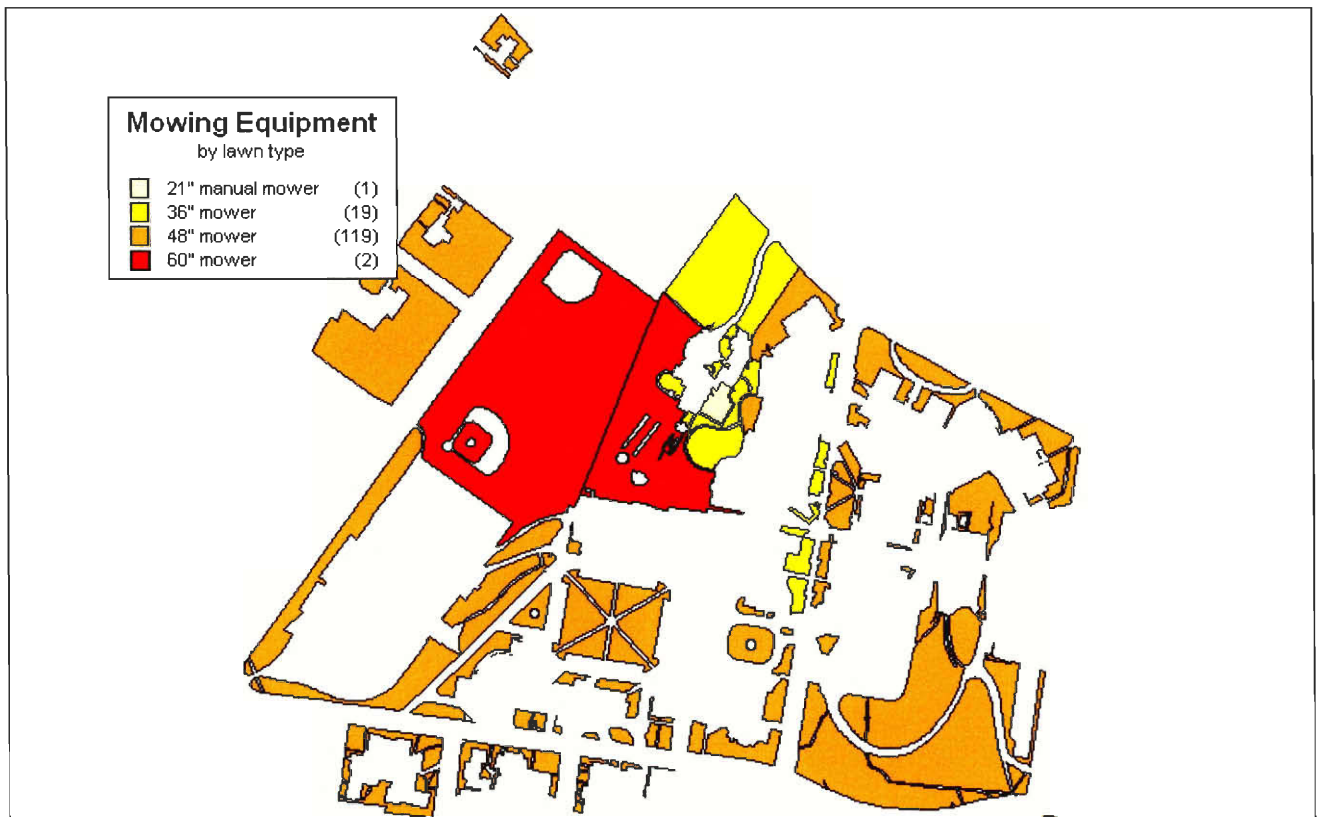 Mowing Equipment
by lawn type
21" manual mower (1)
36" mower (19)
48" mower (119)
60" mower (2)